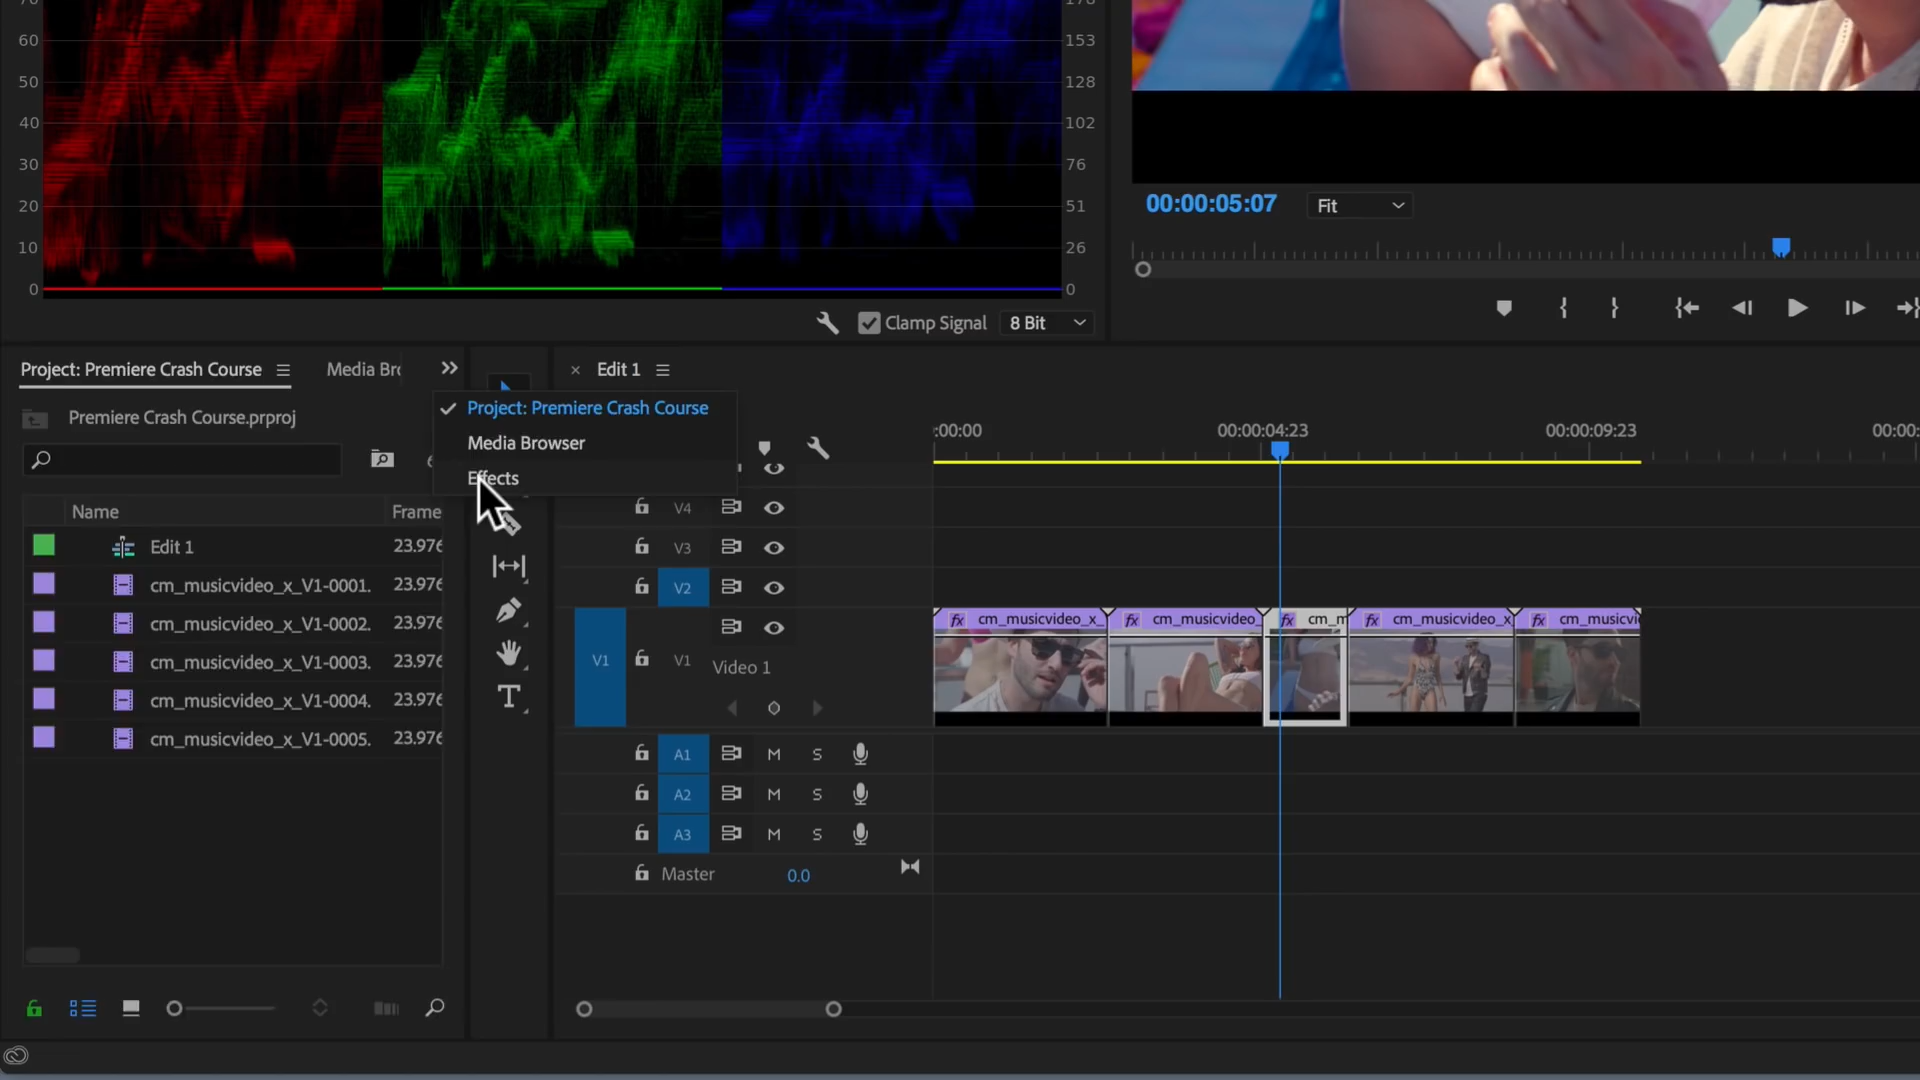 60
50
40
30
20
10
0
178
153
128
102
76
51
26
0
Clamp Signal
8 Bit
00:00:05:07
Fit
Project: Premiere Crash Course
Media Bro
Premiere Crash Course.prproj
Project: Premiere Crash Course
Media Browser
Effects
Name
Frame
Edit 1
23.976
cm_musicvideo_x_V1-0001.
23.976
cm_musicvideo_x_V1-0002.
23.976
cm_musicvideo_x_V1-0003.
23.976
cm_musicvideo_x_V1-0004.
23.976
cm_musicvideo_x_V1-0005.
23.976
T
Edit 1
:00:00
00:00:04:23
00:00:09:23
00:00:
V4
V3
V2
V1
V1
Video 1
fx cm_musicvideo_x_
fx cm_musicvideo_
fx cm_m
fx cm_musicvideo_x
fx cm_musicvi
A1 M S
A2 M S
A3 M S
Master
0.0